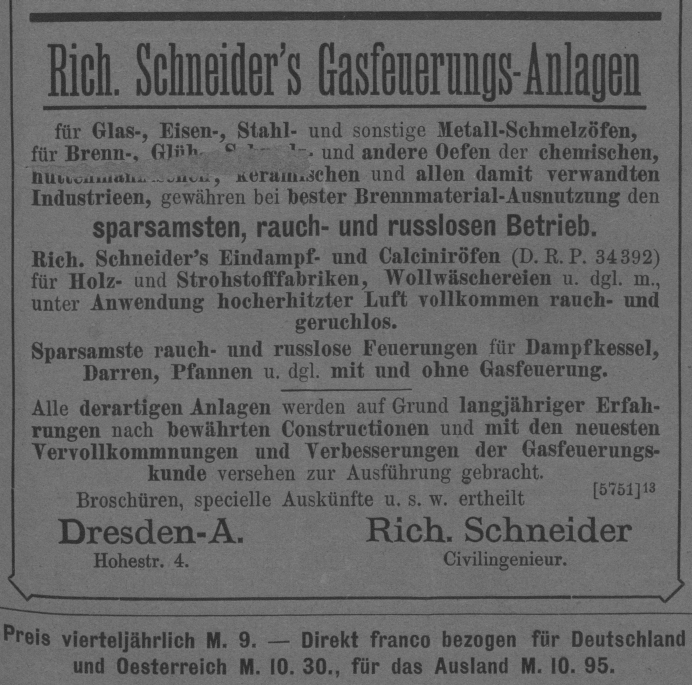 Rich. Schneider's Gasfeuerungs-Anlagen
für Glas-, Eisen-, Stahl- und sonstige Metall-Schmelzöfen,
für Brenn-, Glüh- und andere Oefen der chemischen,
keramischen und allen damit verwandten
Industrieen, gewähren bei bester Brennmaterial-Ausnutzung den
sparsamsten, rauch- und russlosen Betrieb.
Rich. Schneider's Eindampf- und Calciniröfen (D. R. P. 34392)
für Holz- und Strohstofffabriken, Wollwäschereien u. dgl. m.,
unter Anwendung hocherhitzter Luft vollkommen rauch- und
geruchlos.
Sparsamste rauch- und russlose Feuerungen für Dampfkessel,
Darren, Pfannen u. dgl. mit und ohne Gasfeuerung.
Alle derartigen Anlagen werden auf Grund langjähriger Erfah-
rungen nach bewährten Constructionen und mit den neuesten
Vervollkommnungen und Verbesserungen der Gasfeuerungs-
kunde versehen zur Ausführung gebracht.
Broschüren, specielle Auskünfte u. s. w. ertheilt [5751]13
Dresden-A. Rich. Schneider
Hohestr. 4. Civilingenieur.
Preis vierteljährlich M. 9. — Direkt franco bezogen für Deutschland
und Oesterreich M. 10. 30., für das Ausland M. 10. 95.